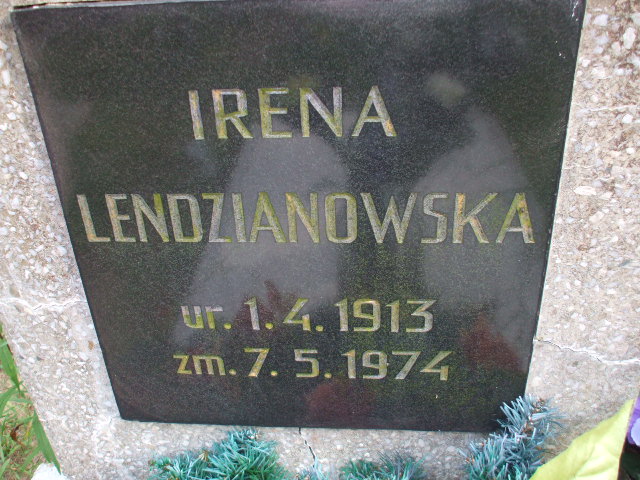 IRENA
LENDZIANOWSKA
ur. 1. 4. 1913
zm. 7. 5. 1974